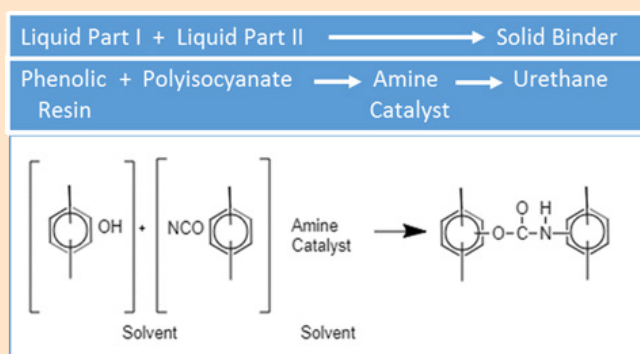 Liquid Part I + Liquid Part II → Solid Binder
Phenolic + Polyisocyanate → Amine → Urethane
Resin Catalyst
OH + NCO Amine Catalyst → O H
O–C–N
Solvent Solvent